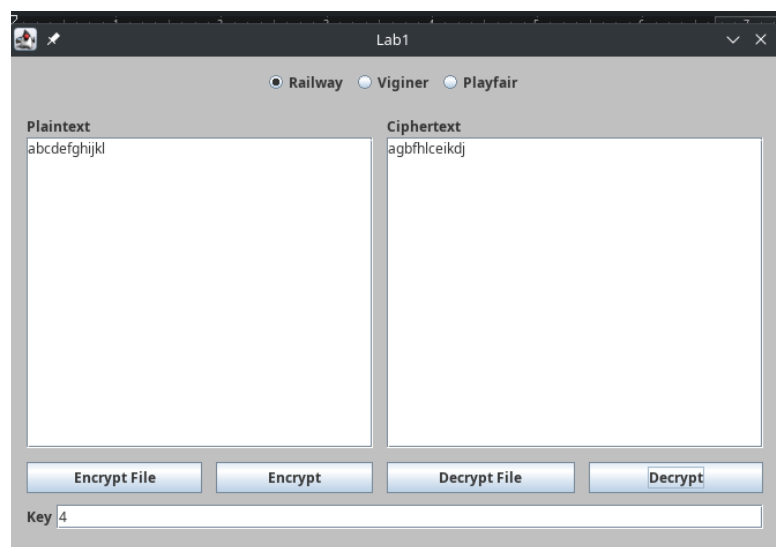 Lab1
Railway Viginer Playfair
Plaintext Ciphertext
abcdefghijkl agbfhlceikdj
Encrypt File Encrypt Decrypt File Decrypt
Key 4